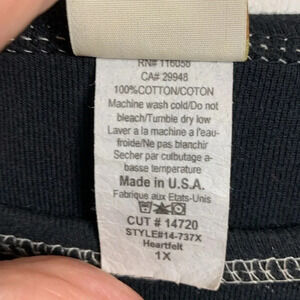 RN# 116056
CA# 29948
100%COTTON/COTON
Machine wash cold/Do not
bleach/Tumble dry low
Laver a la machine a l'eau-
froide/Ne pas blanchir
Secher par culbutage a-
basse temperature
Made in U.S.A.
Fabrique aux Etats-Unis
CUT # 14720
STYLE#14-737X
Heartfelt
1X